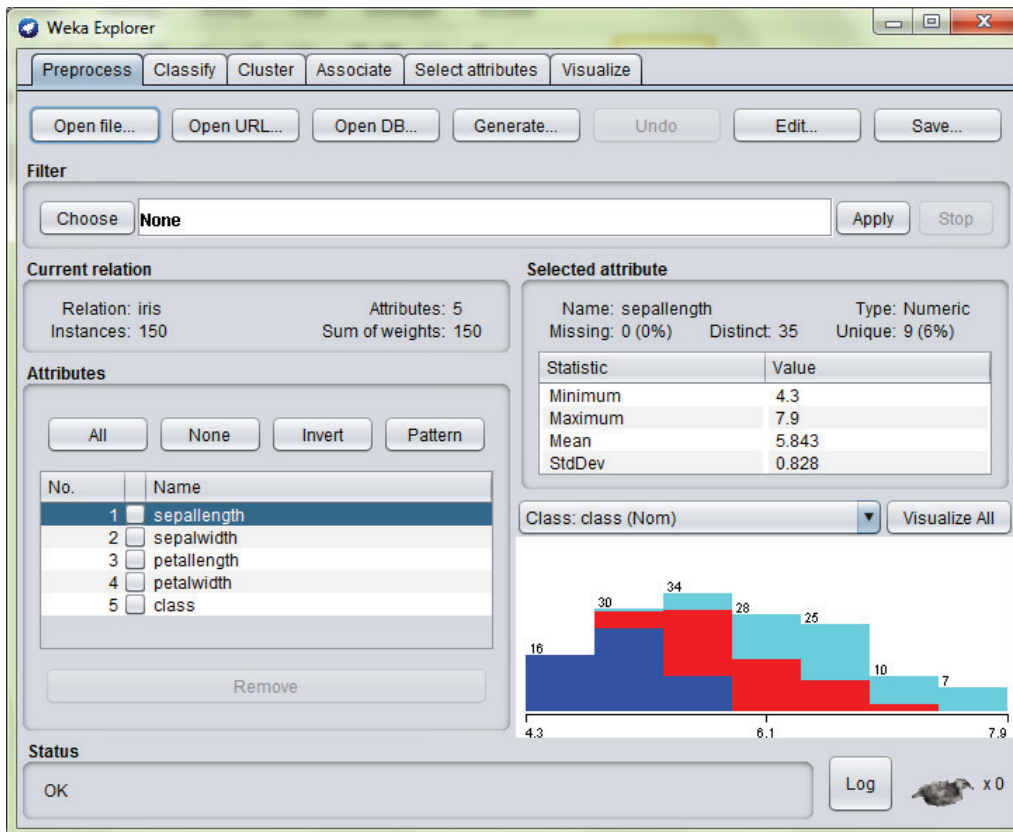 Weka Explorer
Preprocess Classify Cluster Associate Select attributes Visualize
Open file... Open URL... Open DB... Generate... Undo Edit... Save...
Filter
Choose None Apply Stop
Current relation
Relation: iris Attributes: 5
Instances: 150 Sum of weights: 150
Attributes
All None Invert Pattern
No. Name
1 sepallength
2 sepalwidth
3 petallength
4 petalwidth
5 class
Remove
Selected attribute
Name: sepallength Type: Numeric
Missing: 0 (0%) Distinct: 35 Unique: 9 (6%)
Statistic Value
Minimum 4.3
Maximum 7.9
Mean 5.843
StdDev 0.828
Class: class (Nom) Visualize All
16 30 34 28 25 10 7
4.3 6.1 7.9
Status
OK Log x 0